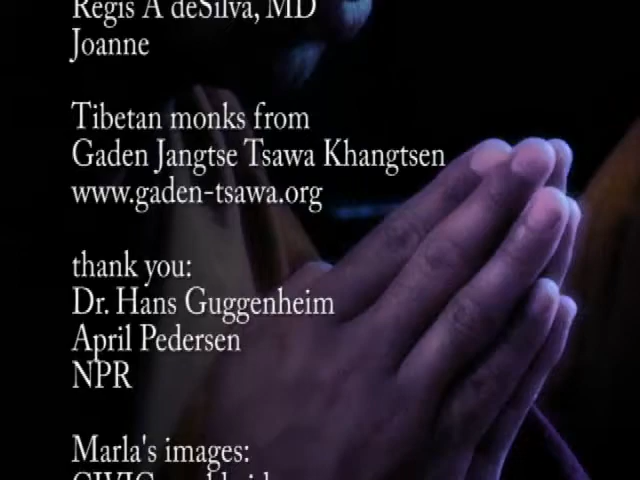 Regis A deSilva, MD
Joanne
Tibetan monks from
Gaden Jangtse Tsawa Khangtsen
www.gaden-tsawa.org
thank you:
Dr. Hans Guggenheim
April Pedersen
NPR
Marla's images:
CIVIC